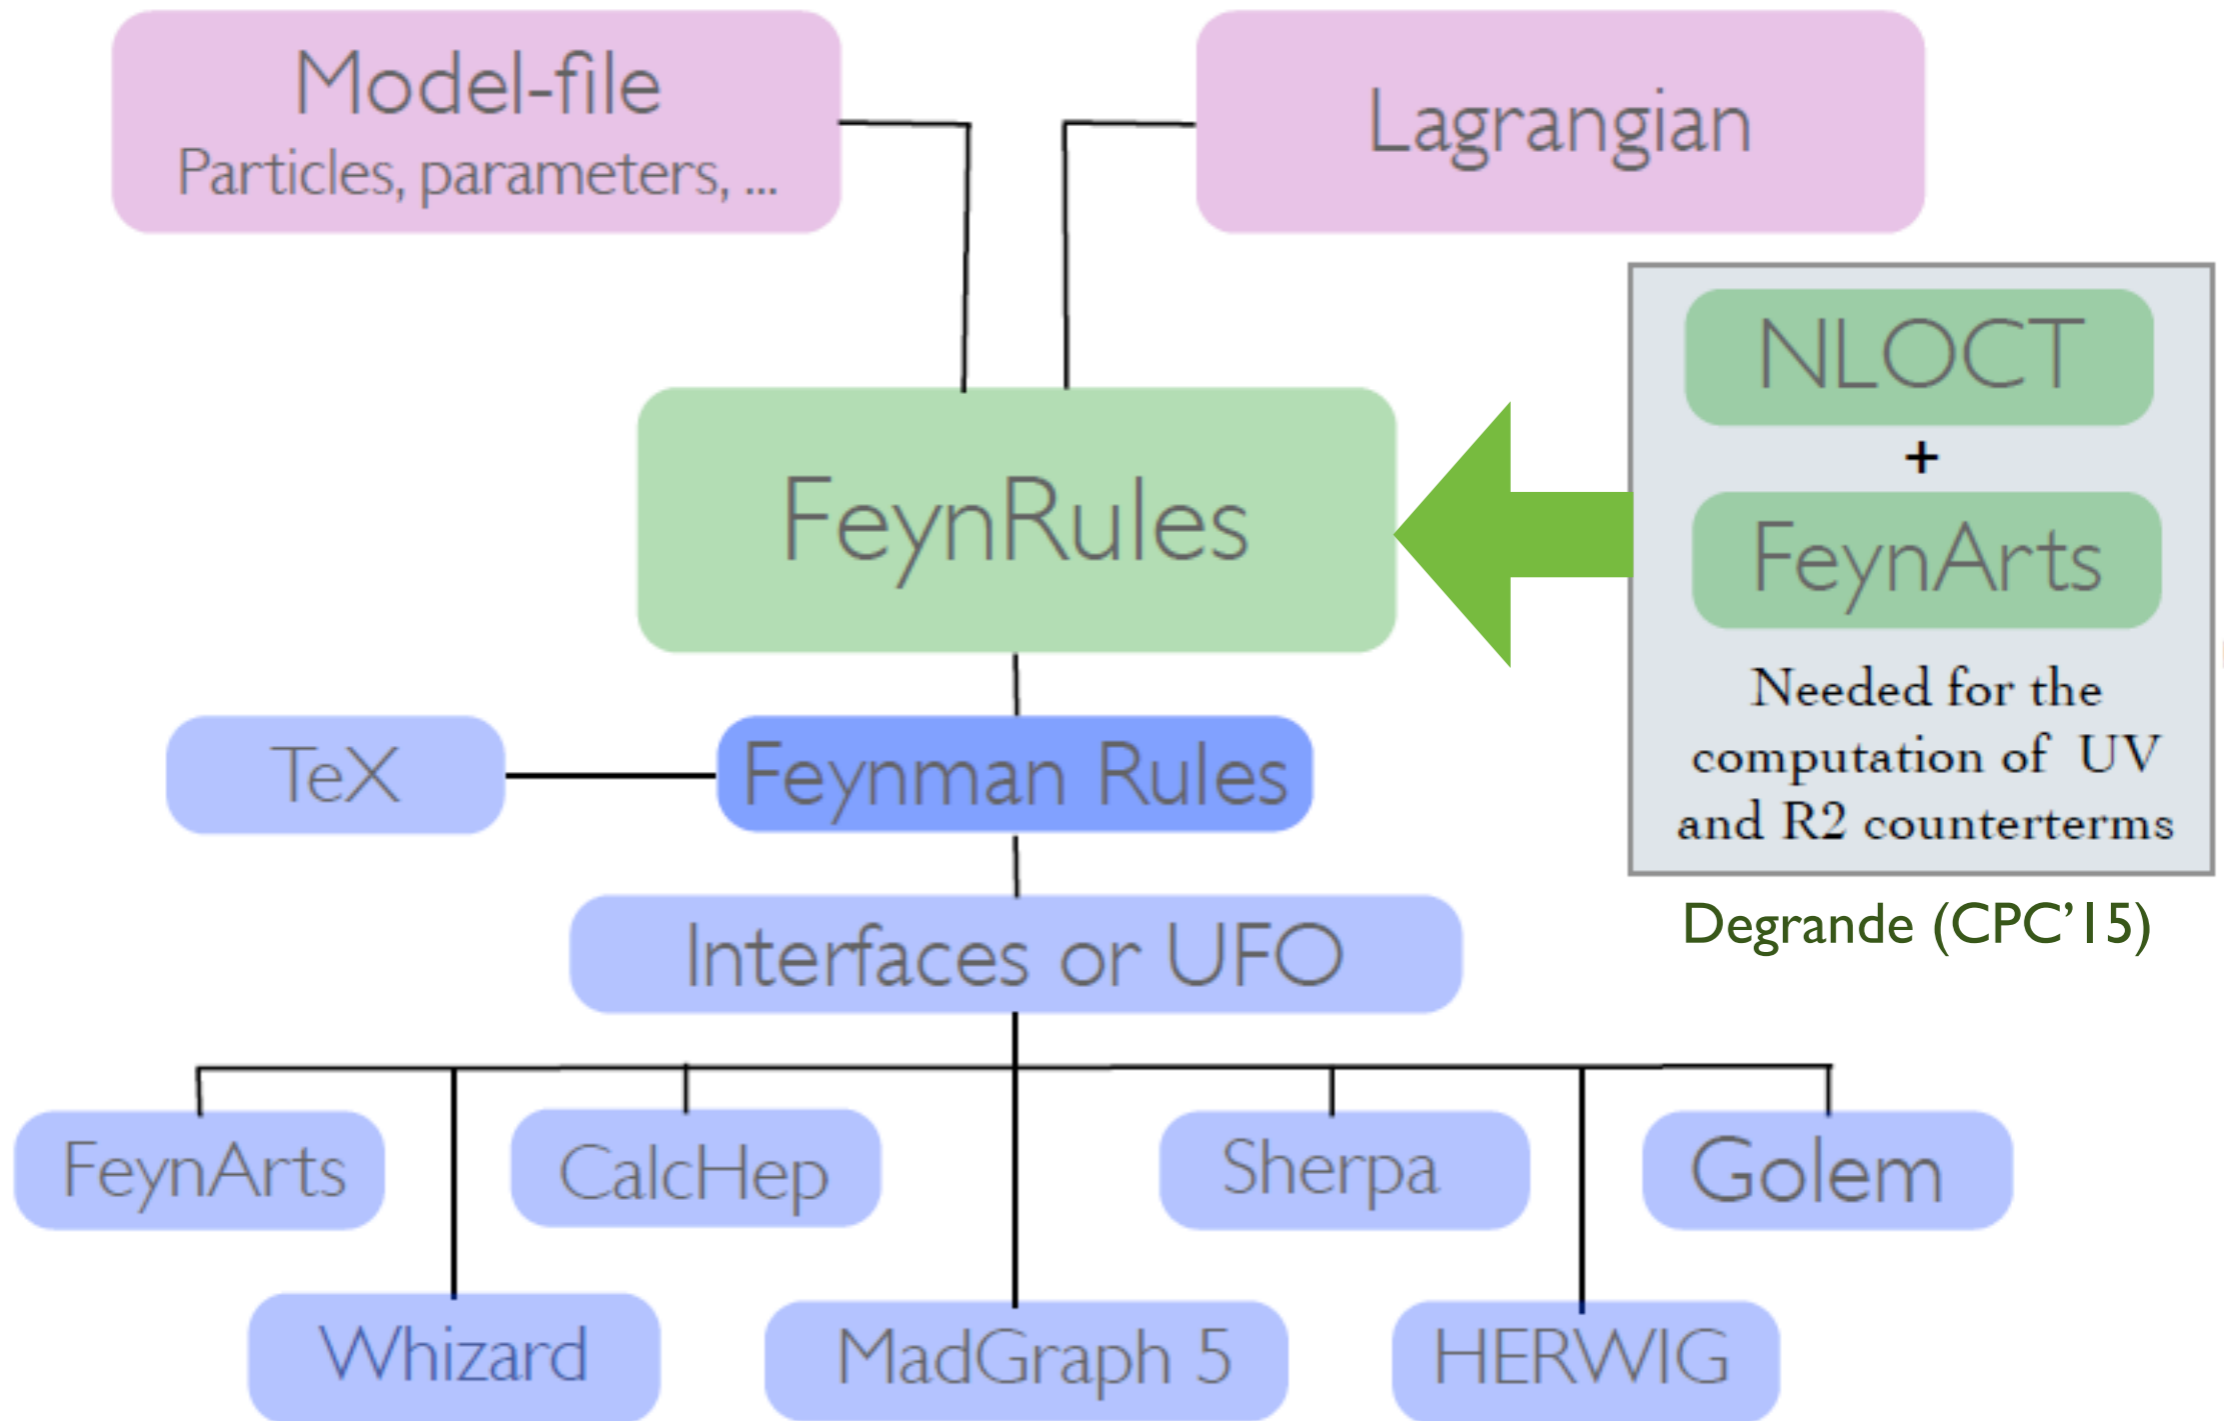 Model-file
Particles, parameters, ...
Lagrangian
NLOCT
+
FeynArts
Needed for the
computation of UV
and R2 counterterms
Degrande (CPC'15)
FeynRules
TeX
Feynman Rules
Interfaces or UFO
FeynArts
CalcHep
Sherpa
Golem
Whizard
MadGraph 5
HERWIG